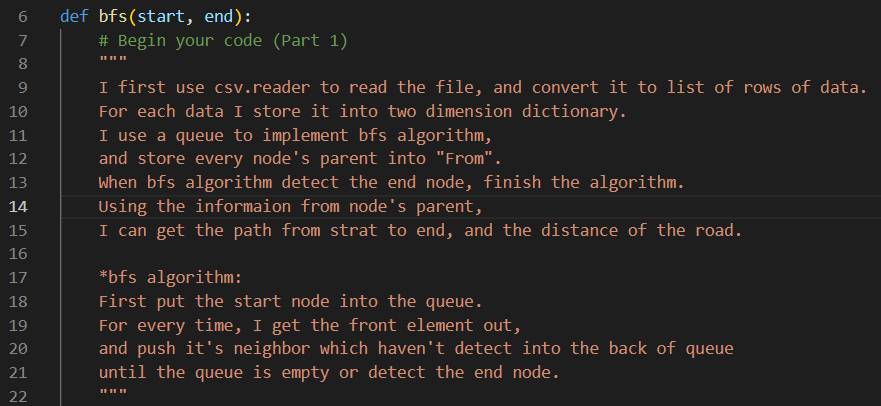 6 def bfs(start, end):
7 # Begin your code (Part 1)
8 """
9 I first use csv.reader to read the file, and convert it to list of rows of data.
10 For each data I store it into two dimension dictionary.
11 I use a queue to implement bfs algorithm,
12 and store every node's parent into "From".
13 When bfs algorithm detect the end node, finish the algorithm.
14 Using the informaion from node's parent,
15 I can get the path from strat to end, and the distance of the road.
16
17 *bfs algorithm:
18 First put the start node into the queue.
19 For every time, I get the front element out,
20 and push it's neighbor which haven't detect into the back of queue
21 until the queue is empty or detect the end node.
22 """